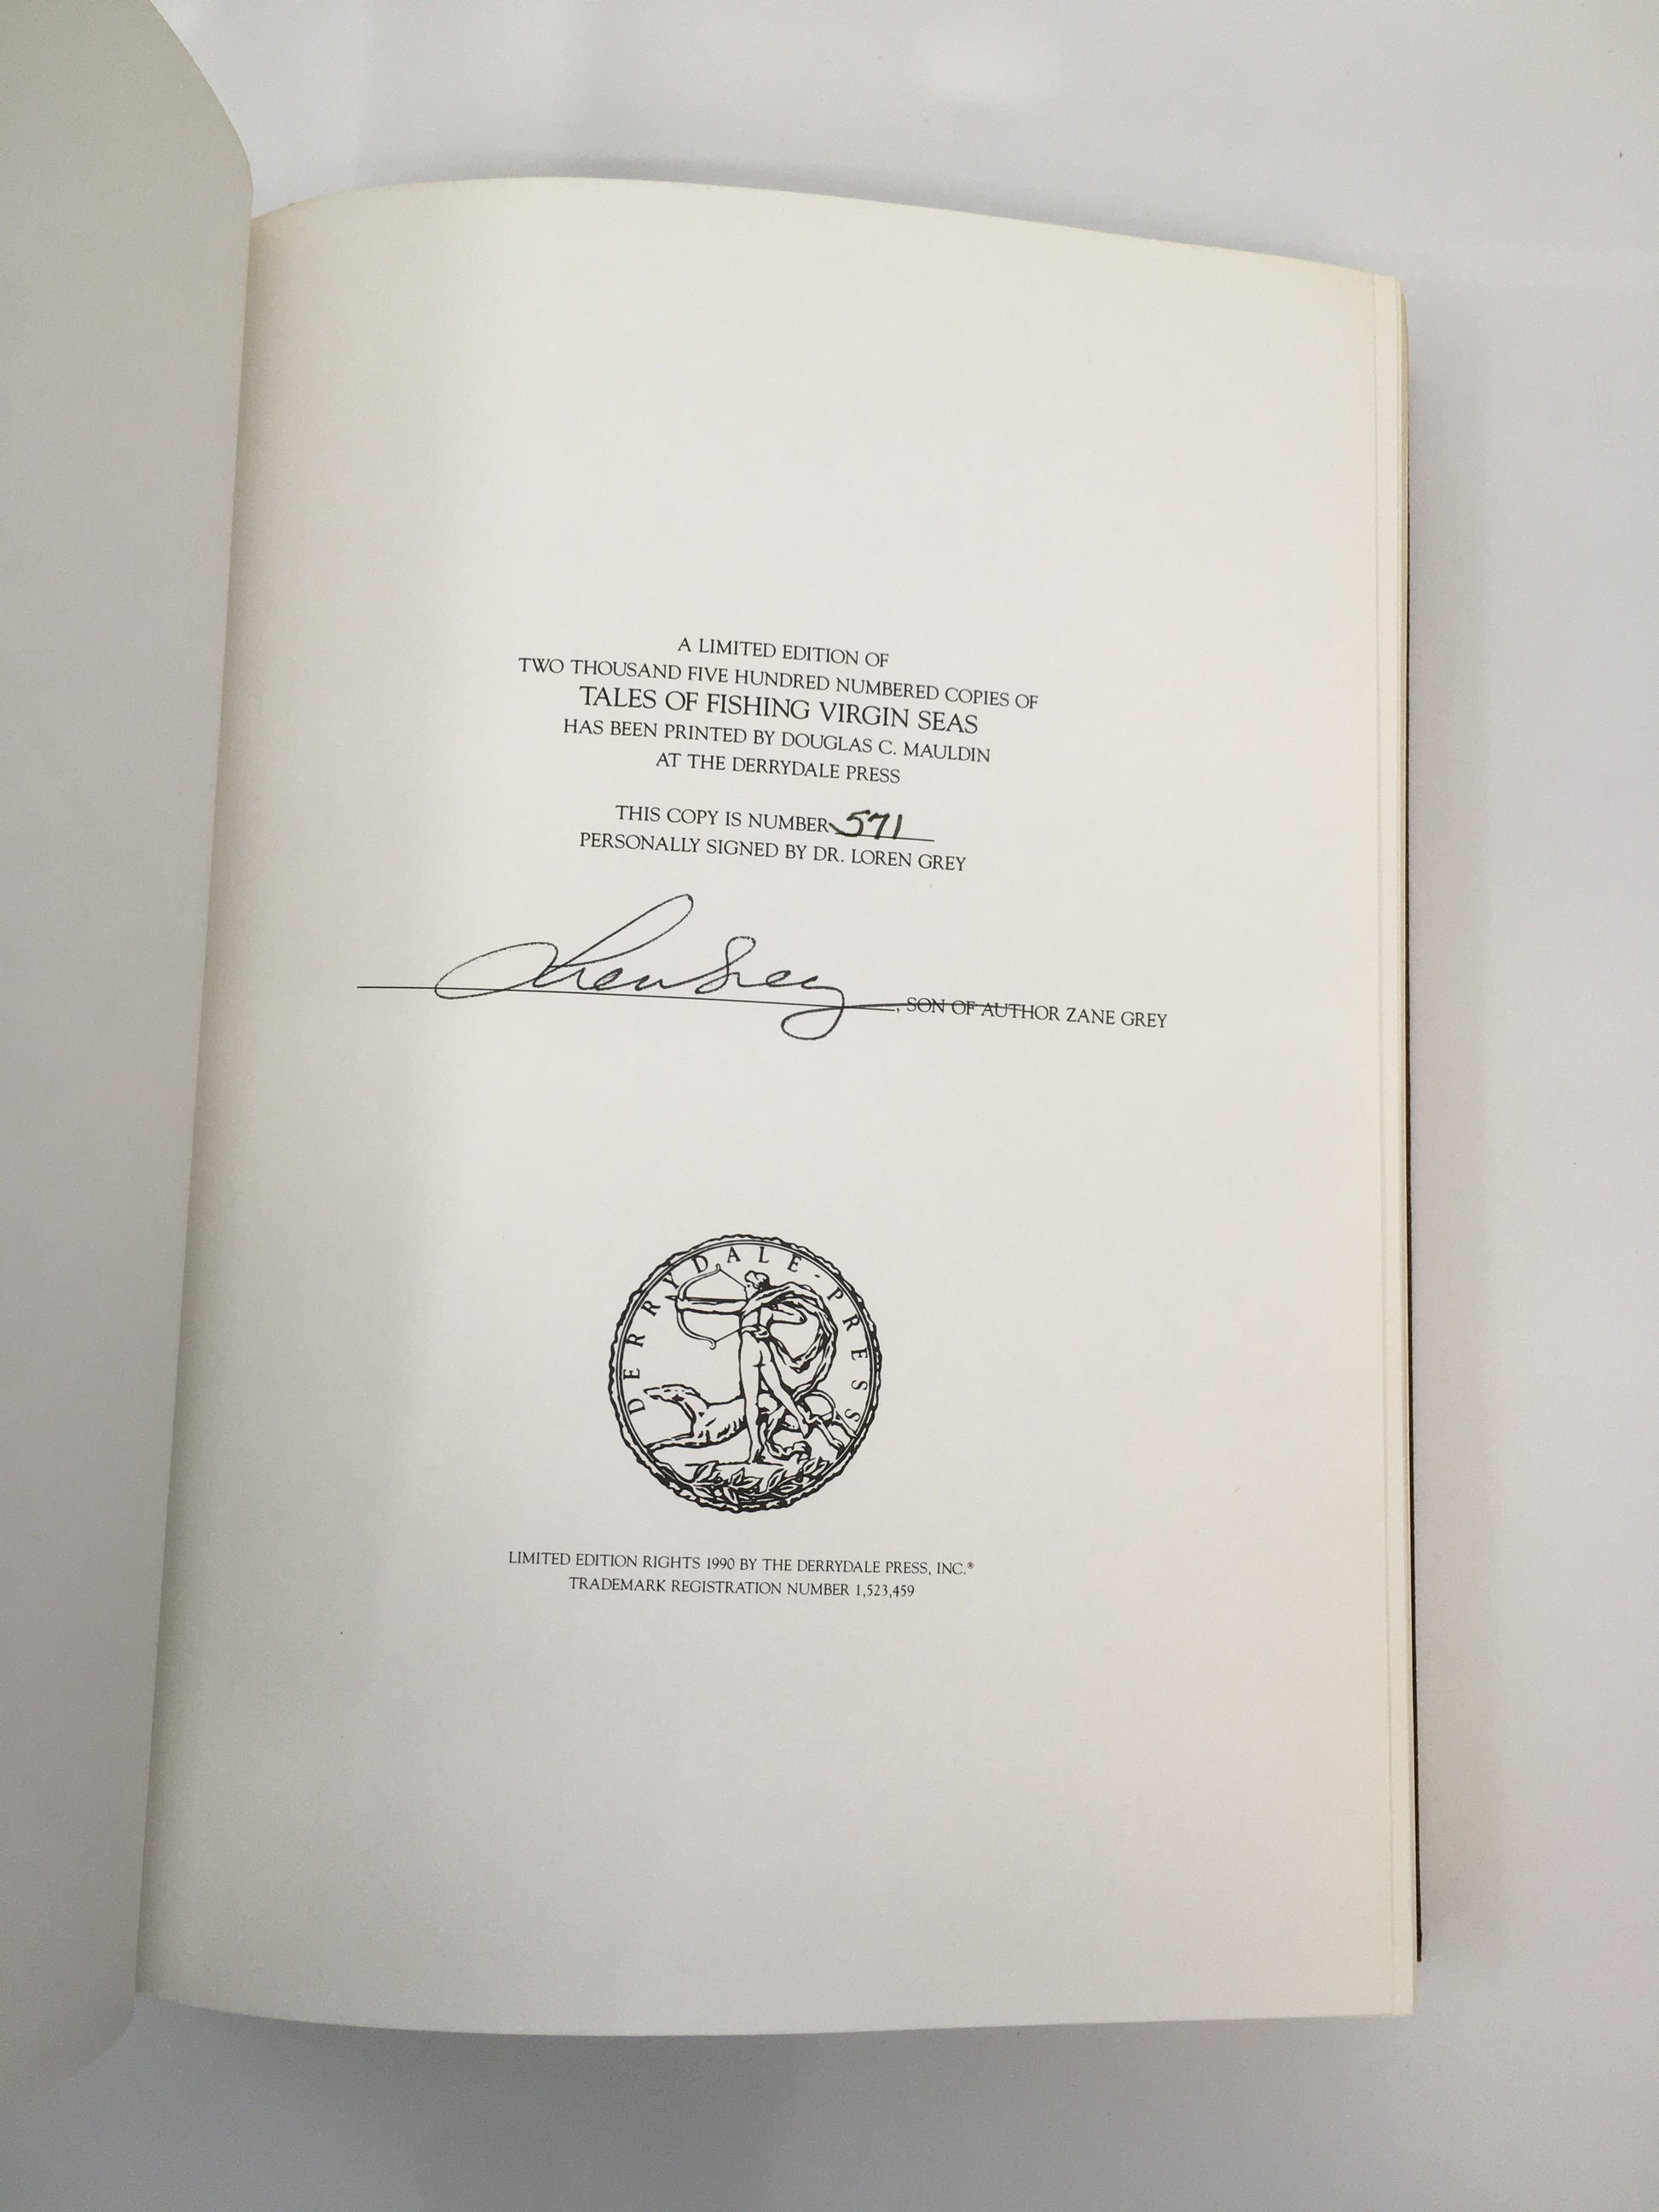 A LIMITED EDITION OF
TWO THOUSAND FIVE HUNDRED NUMBERED COPIES OF
TALES OF FISHING VIRGIN SEAS
HAS BEEN PRINTED BY DOUGLAS C. MAULDIN
AT THE DERRYDALE PRESS
THIS COPY IS NUMBER 571
PERSONALLY SIGNED BY DR. LOREN GREY
Loren Grey, SON OF AUTHOR ZANE GREY
DERRYDALE-PRESS
LIMITED EDITION RIGHTS 1990 BY THE DERRYDALE PRESS, INC.®
TRADEMARK REGISTRATION NUMBER 1,523,459